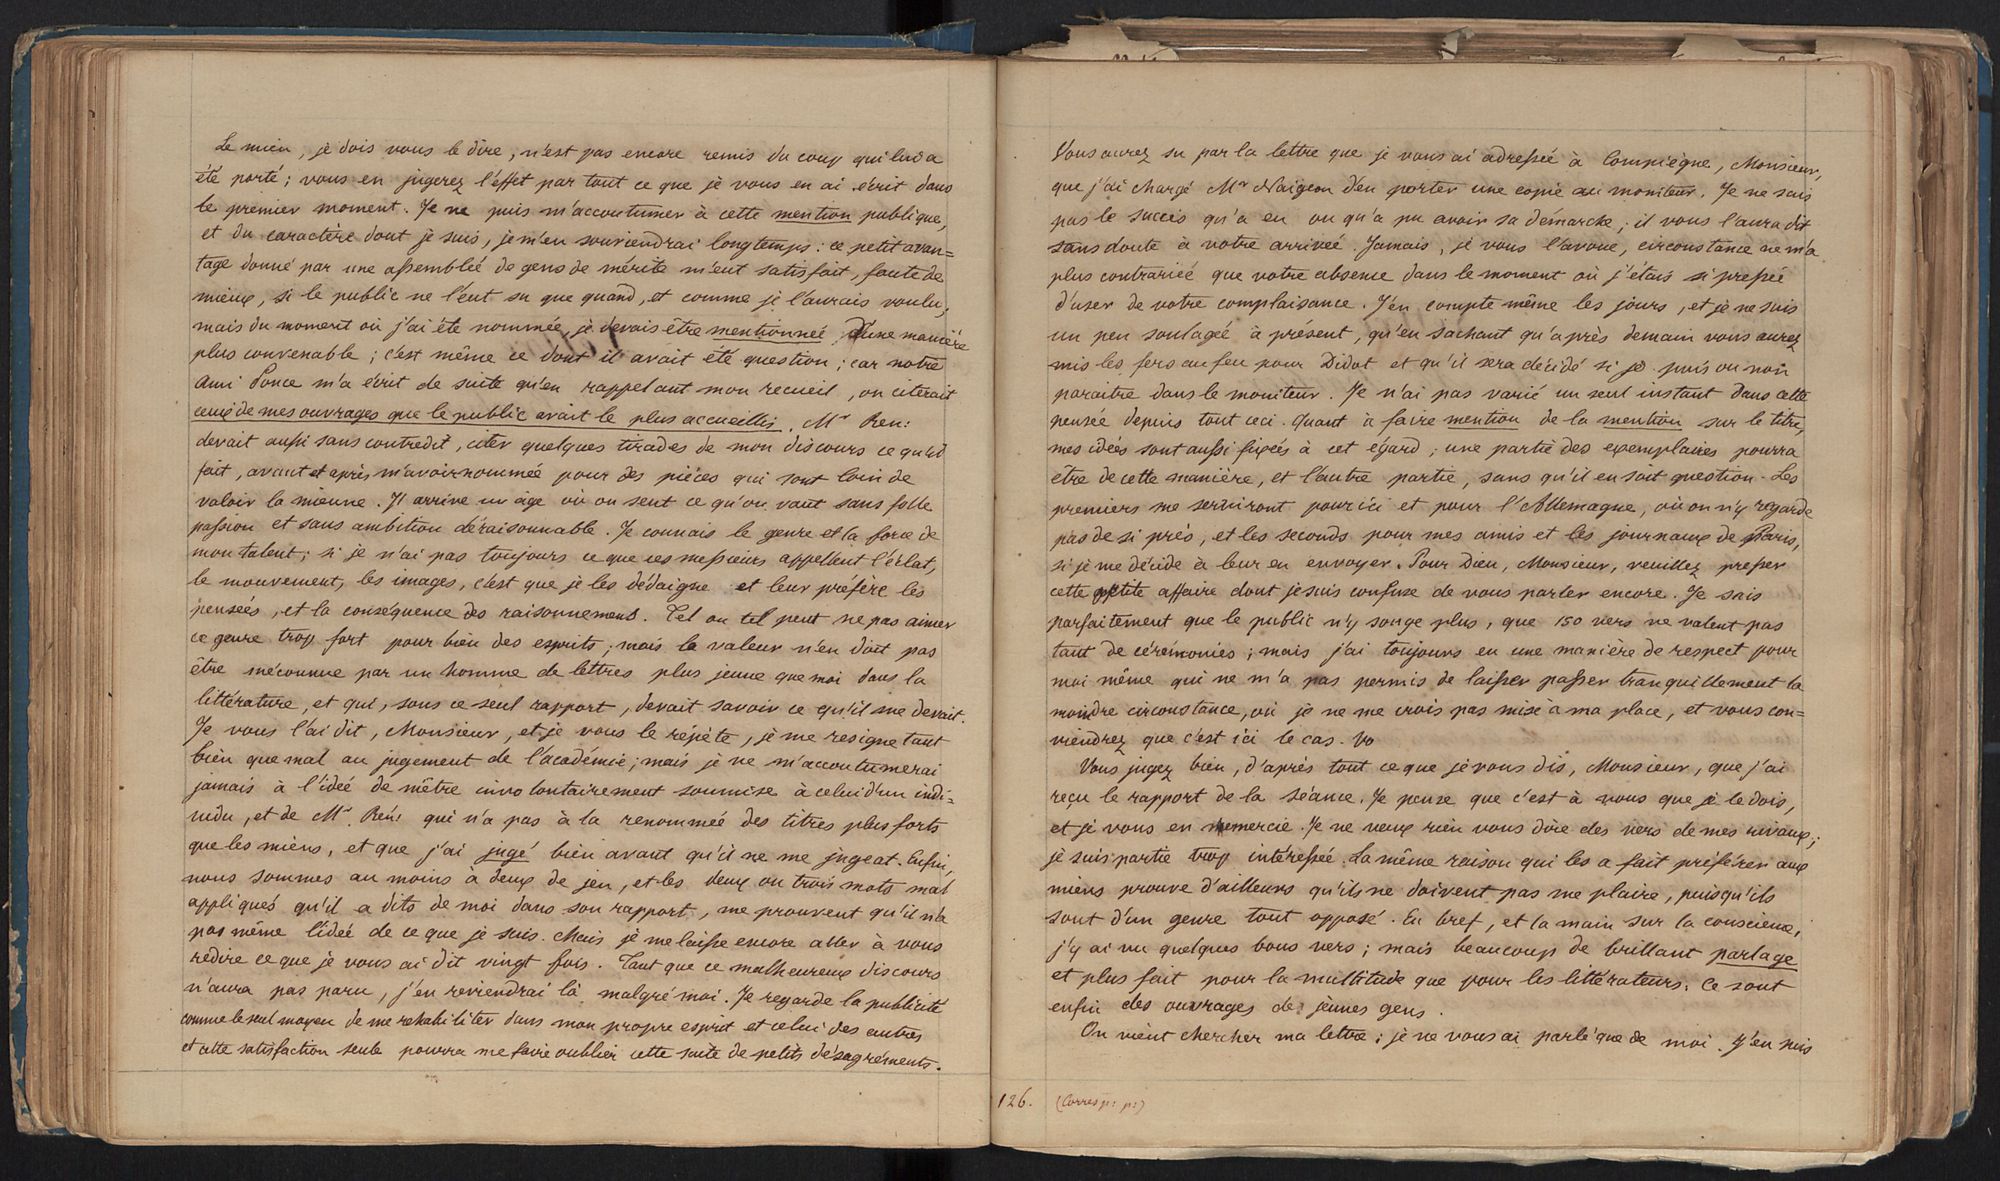 Le mien, je dois vous le dire, n'est pas encore remis du coup qui lui a
été porté ; vous en jugerez l'effet par tout ce que je vous en ai écrit dans
le premier moment. Je ne puis m'accoutumer à cette mention publique,
et du caractère dont je suis, je m'en souviendrai longtemps : ce petit avan=
tage donné par une assemblée de gens de mérite m'eut satisfait, faute de
mieux, si le public ne l'eut su que quand, et comme je l'aurais voulu,
mais du moment où j'ai été nommée, je devais être mentionnée d'une manière
plus convenable ; c'est même ce dont il avait été question ; car notre
ami Ponce m'a écrit de suite qu'en rappelant mon recueil, on citerait
ceux de mes ouvrages que le public avait le plus accueillis. Mr Ren:
devait aussi sans contredit, citer quelques tirades de mon discours ce qu'il
fait, avant et après m'avoir nommée pour des pièces qui sont loin de
valoir la mienne. Il arrive un âge où on sent ce qu'on vaut sans folle
passion et sans ambition déraisonnable. Je connais le genre et la force de
mon talent ; si je n'ai pas toujours ce que ces messieurs appellent l'éclat,
le mouvement, les images, c'est que je les dédaigne et leur préfère les
pensées, et la conséquence des raisonnemens. Tel ou tel peut ne pas aimer
ce genre trop fort pour bien des esprits ; mais la valeur n'en doit pas
être méconnue par un homme de lettres plus jeune que moi dans la
littérature, et qui, sous ce seul rapport, devait savoir ce qu'il me devait.
Je vous l'ai dit, Monsieur, et je vous le répète, je me resigne tant
bien que mal au jugement de l'académie ; mais je ne m'accoutumerai
jamais à l'idée de m'être involontairement soumise à celui d'un indi=
vidu, et de Mr. Rén: qui n'a pas à la renommée des titres plus forts
que les miens, et que j'ai jugé bien avant qu'il ne me jugeat. Enfin,
nous sommes au moins à deux de jeu, et les deux ou trois mots mal
appliqués qu'il a dits de moi dans son rapport, me prouvent qu'il n'a
pas même l'idée de ce que je suis. Mais je me laisse encore aller à vous
redire ce que je vous ai dit vingt fois. Tant que ce malheureux discours
n'aura pas paru, j'en reviendrai là malgré moi. Je regarde la publicité
comme le seul moyen de me rehabiliter dans mon propre esprit et celui des autres
et cette satisfaction seule pourra me faire oublier cette suite de petits désagréments.
Vous aurez su par la lettre que je vous ai adressée à Compiègne, Monsieur,
que j'ai chargé Mr Naigeon d'en porter une copie au moniteur. Je ne sais
pas le succès qu'a eu ou qu'a pu avoir sa démarche ; il vous l'aura dit
sans doute à votre arrivée. Jamais, je vous l'avoue, circonstance ne m'a
plus contrariée que votre absence dans le moment où j'étais si pressée
d'user de votre complaisance. J'en compte même les jours, et je ne suis
un peu soulagée à présent, qu'en sachant qu'après demain vous aurez
mis les fers au feu pour Didot et qu'il sera décidé si je puis ou non
paraitre dans le moniteur. Je n'ai pas varié un seul instant dans cette
pensée depuis tout ceci. Quant à faire mention de la mention sur le titre,
mes idées sont aussi fixées à cet égard ; une partie des exemplaires pourra
être de cette manière, et l'autre partie, sans qu'il en soit question. Les
premiers me serviront pour ici et pour l'Allemagne, où on n'y regarde
pas de si près, et les seconds pour mes amis et les journaux de Paris,
si je me décide à leur en envoyer. Pour Dieu, Monsieur, veuillez presser
cette petite affaire dont je suis confuse de vous parler encore. Je sais
parfaitement que le public n'y songe plus, que 150 vers ne valent pas
tant de cérémonies ; mais j'ai toujours eu une manière de respect pour
moi même qui ne m'a pas permis de laisser passer tranquillement la
moindre circonstance, où je ne me crois pas mise à ma place, et vous con=
viendrez que c'est ici le cas. Vo
Vous jugez bien, d'après tout ce que je vous dis, Monsieur, que j'ai
reçu le rapport de la séance. Je pense que c'est à vous que je le dois,
et je vous en remercie. Je ne veux rien vous dire des vers de mes rivaux ;
je suis partie trop intéressée. La même raison qui les a fait préférer aux
miens prouve d'ailleurs qu'ils ne doivent pas me plaire, puisqu'ils
sont d'un genre tout opposé. En bref, et la main sur la conscience,
j'y ai vu quelques bons vers ; mais beaucoup de brillant parlage
et plus fait pour la multitude que pour les littérateurs. Ce sont
enfin des ouvrages de jeunes gens.
On vient chercher ma lettre ; je ne vous ai parlé que de moi. J'en suis
126. (Corresp: p:)